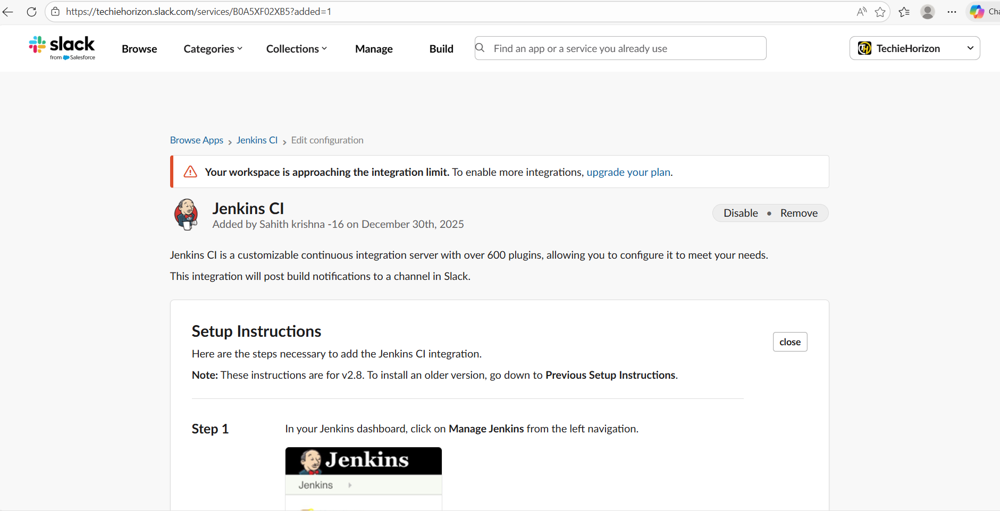 https://techiehorizon.slack.com/services/B0A5XF02XB5?added=1
slack
from Salesforce
Browse
Categories
Collections
Manage
Build
Find an app or a service you already use
TechieHorizon
Browse Apps > Jenkins CI > Edit configuration
Your workspace is approaching the integration limit. To enable more integrations, upgrade your plan.
Jenkins CI
Added by Sahith krishna -16 on December 30th, 2025
Disable • Remove
Jenkins CI is a customizable continuous integration server with over 600 plugins, allowing you to configure it to meet your needs.
This integration will post build notifications to a channel in Slack.
Setup Instructions
close
Here are the steps necessary to add the Jenkins CI integration.
Note: These instructions are for v2.8. To install an older version, go down to Previous Setup Instructions.
Step 1
In your Jenkins dashboard, click on Manage Jenkins from the left navigation.
Jenkins
Jenkins